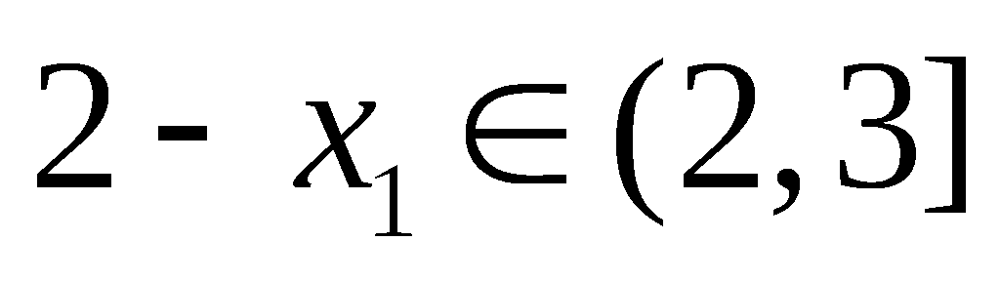 2 - x₁ ∈ (2,3]